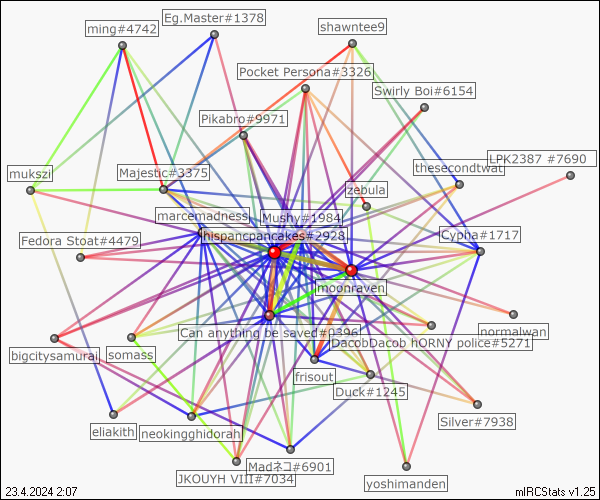 Eg.Master#1378
ming#4742
shawntee9
Pocket Persona#3326
Swirly Boi#6154
Pikabro#9971
LPK2387 #7690
mukszi
Majestic#3375
thesecondtwat
zebula
marcemadness
Mushy#1984
Fedora Stoat#4479
hispancpancakes#2928
Cypha#1717
moonraven
Can anything be saved#0396
normalwan
bigcitysamurai
somass
DacobDacob hORNY police#5271
frisout
Duck#1245
eliakith
neokingghidorah
Silver#7938
JKOUYH VIII#7034
Madネコ#6901
yoshimanden
23.4.2024 2:07
mIRCStats v1.25